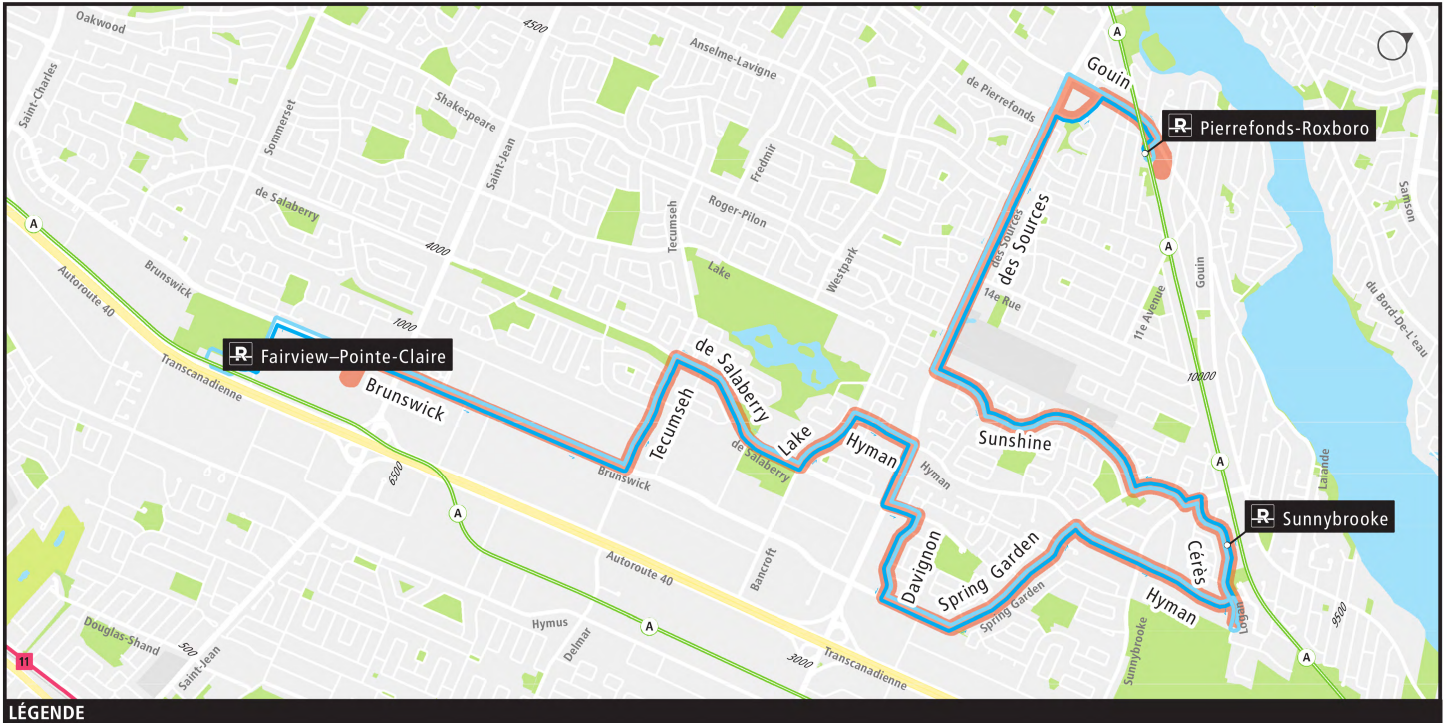 Oakwood
4500
A
Anselme-Lavigne
Gouin
Saint-Charles
de Pierrefonds
Shakespeare
Sommerset
R Pierrefonds-Roxboro
Saint-Jean
Fredmir
Samson
de Salaberry
Roger-Pilon
des Sources
des Sources
A
Tecumseh
A
4000
Lake
Westpark
Gouin
Brunswick
Autoroute 40
14e Rue
11e Avenue
du Bord-De-L'eau
1000
R Fairview–Pointe-Claire
de Salaberry
Transcanadienne
Brunswick
10000
Tecumseh
Lake
Hyman
Sunshine
de Salaberry
Hyman
A
6500
Brunswick
Lalande
A
R Sunnybrooke
Davignon
Spring Garden
Cérès
Autoroute 40
Bancroft
Spring Garden
Hyman
Logan
9500
Hymus
A
Douglas-Shand
Delmar
Sunnybrooke
500
Saint-Jean
3000
Transcanadienne
A
11
LÉGENDE